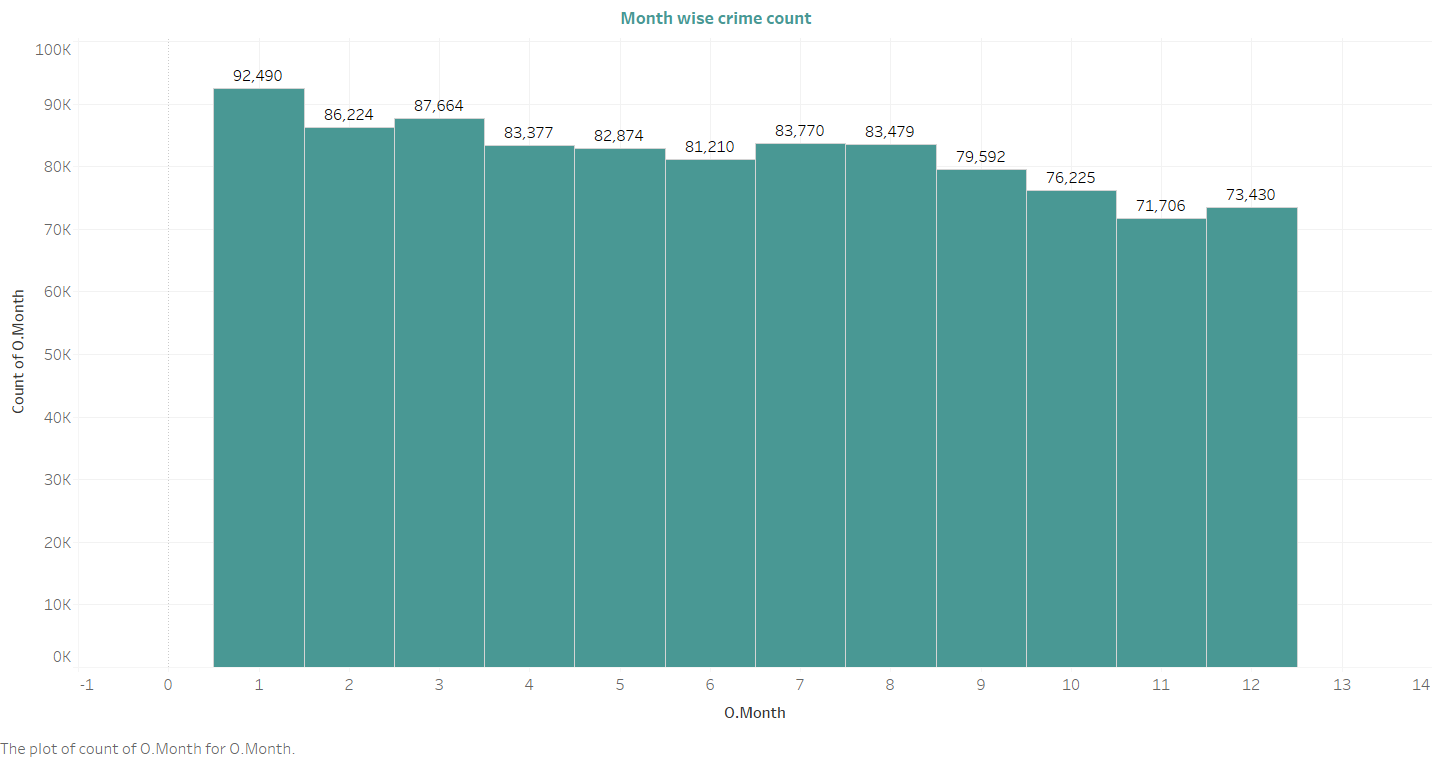 Month wise crime count
100K
90K
80K
70K
60K
50K
40K
30K
20K
10K
0K
Count of O.Month
92,490
86,224
87,664
83,377
82,874
81,210
83,770
83,479
79,592
76,225
71,706
73,430
-1 0 1 2 3 4 5 6 7 8 9 10 11 12 13 14
O.Month
The plot of count of O.Month for O.Month.